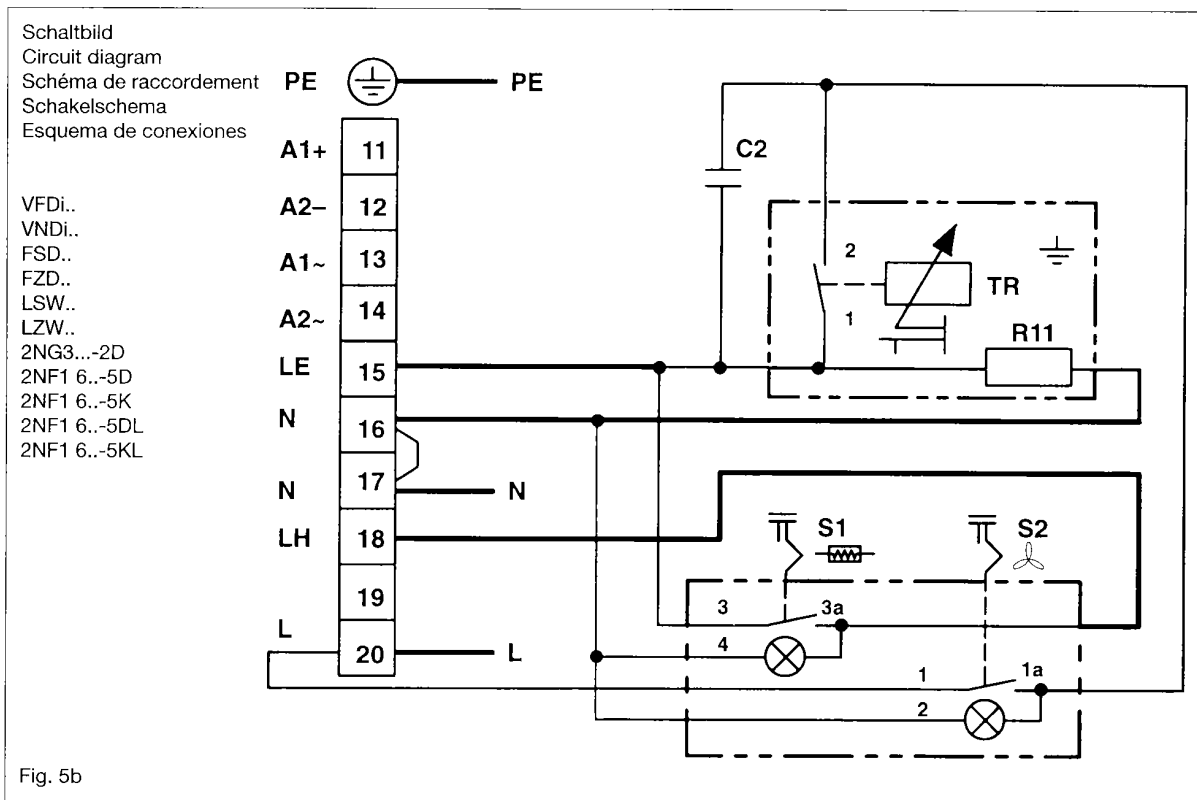 Schaltbild
Circuit diagram
Schéma de raccordement
Schakelschema
Esquema de conexiones
VFDi..
VNDi..
FSD..
FZD..
LSW..
LZW..
2NG3...-2D
2NF1 6..-5D
2NF1 6..-5K
2NF1 6..-5DL
2NF1 6..-5KL
PE PE
A1+ 11
A2– 12
A1~ 13
A2~ 14
LE 15
N 16
N 17 N
LH 18
19
L 20 L
C2
2
TR
1
R11
S1 S2
3 3a
4
1 1a
2
Fig. 5b